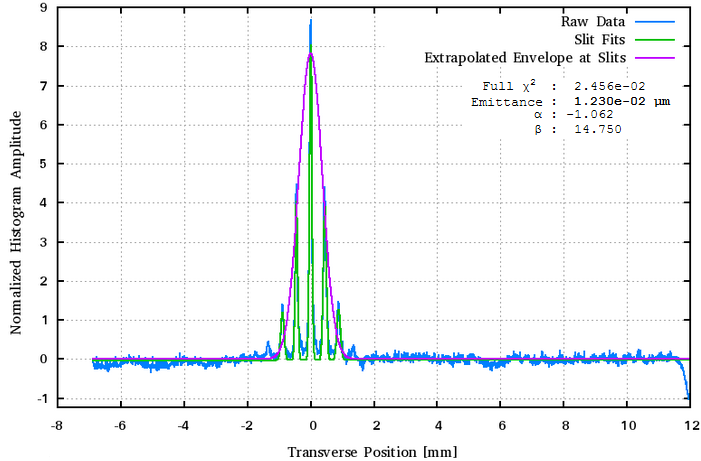 Raw Data
Slit Fits
Extrapolated Envelope at Slits
Full χ² : 2.456e-02
Emittance : 1.230e-02 µm
α : -1.062
β : 14.750
Normalized Histogram Amplitude
9
8
7
6
5
4
3
2
1
0
-1
-8 -6 -4 -2 0 2 4 6 8 10 12
Transverse Position [mm]